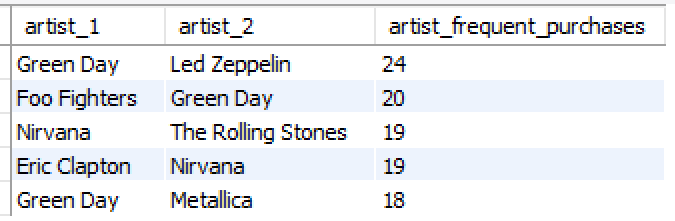 artist_1 artist_2 artist_frequent_purchases
Green Day Led Zeppelin 24
Foo Fighters Green Day 20
Nirvana The Rolling Stones 19
Eric Clapton Nirvana 19
Green Day Metallica 18